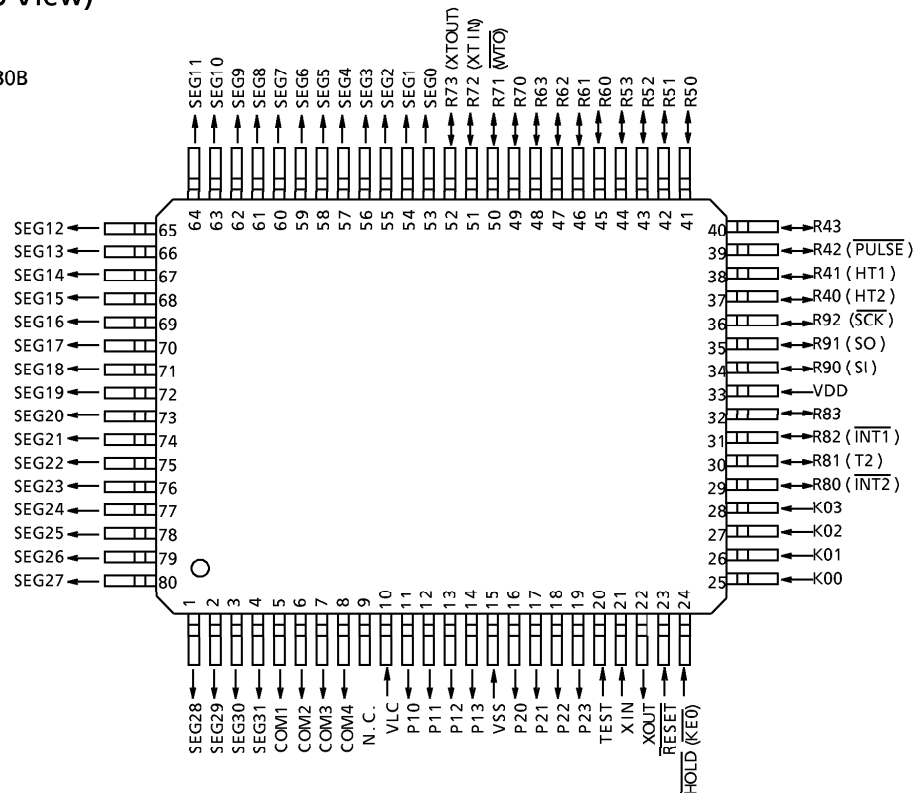 View)
80B
SEG11
SEG10
SEG9
SEG8
SEG7
SEG6
SEG5
SEG4
SEG3
SEG2
SEG1
SEG0
R73 (XTOUT)
R72 (XTIN)
R71 (WTO)
R70
R63
R62
R61
R60
R53
R52
R51
R50
64 63 62 61 60 59 58 57 56 55 54 53 52 51 50 49 48 47 46 45 44 43 42 41
SEG12 65
SEG13 66
SEG14 67
SEG15 68
SEG16 69
SEG17 70
SEG18 71
SEG19 72
SEG20 73
SEG21 74
SEG22 75
SEG23 76
SEG24 77
SEG25 78
SEG26 79
SEG27 80
40 R43
39 R42 (PULSE)
38 R41 (HT1)
37 R40 (HT2)
36 R92 (SCK)
35 R91 (SO)
34 R90 (SI)
33 VDD
32 R83
31 R82 (INT1)
30 R81 (T2)
29 R80 (INT2)
28 K03
27 K02
26 K01
25 K00
1 2 3 4 5 6 7 8 9 10 11 12 13 14 15 16 17 18 19 20 21 22 23 24
SEG28
SEG29
SEG30
SEG31
COM1
COM2
COM3
COM4
N.C.
VLC
P10
P11
P12
P13
VSS
P20
P21
P22
P23
TEST
XIN
XOUT
RESET
HOLD (KE0)